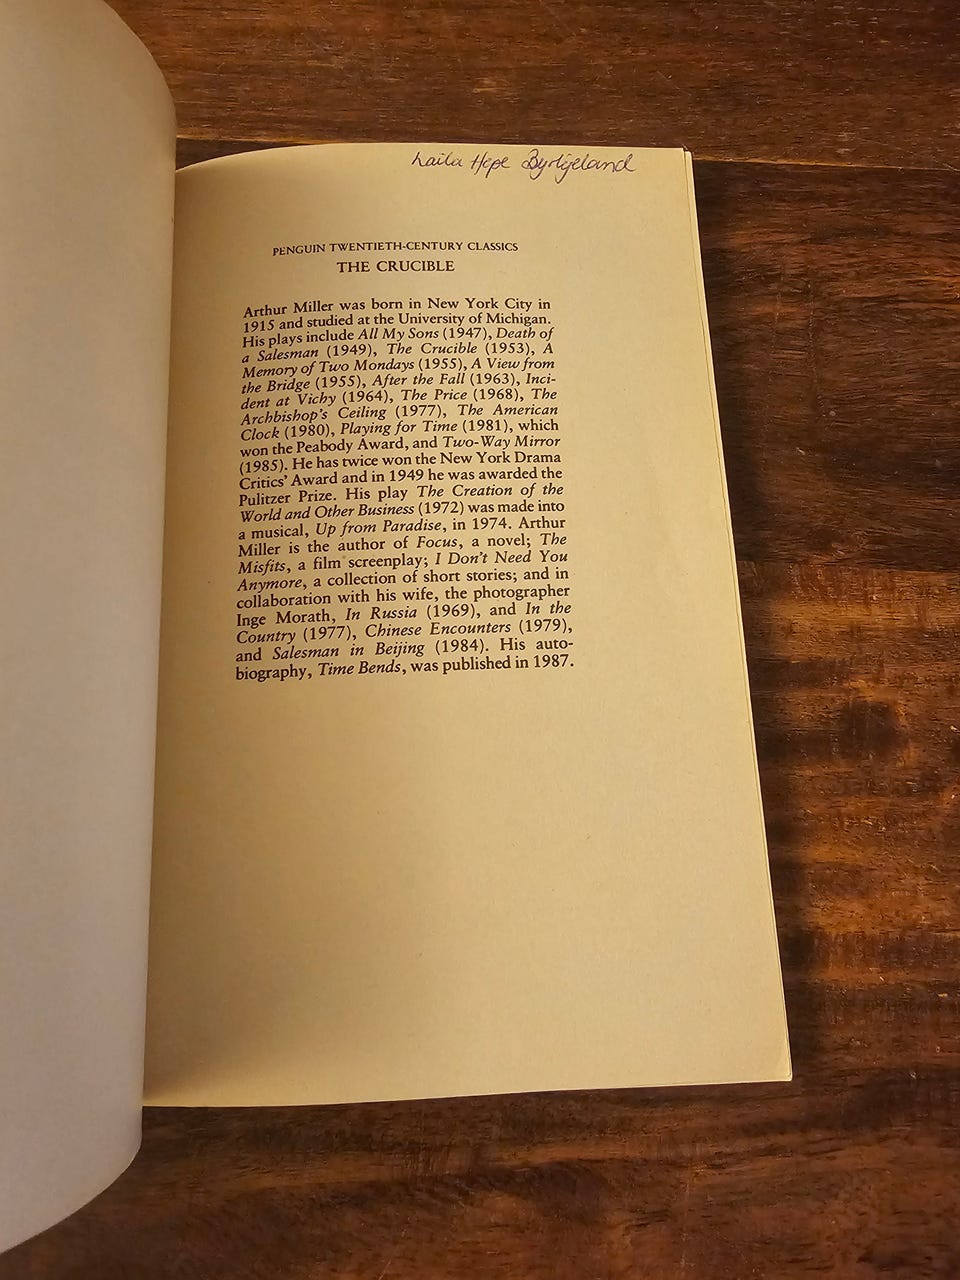 Laila Hope Byrkjeland
PENGUIN TWENTIETH-CENTURY CLASSICS
THE CRUCIBLE
Arthur Miller was born in New York City in
1915 and studied at the University of Michigan.
His plays include All My Sons (1947), Death of
a Salesman (1949), The Crucible (1953), A
Memory of Two Mondays (1955), A View from
the Bridge (1955), After the Fall (1963), Inci-
dent at Vichy (1964), The Price (1968), The
Archbishop's Ceiling (1977), The American
Clock (1980), Playing for Time (1981), which
won the Peabody Award, and Two-Way Mirror
(1985). He has twice won the New York Drama
Critics' Award and in 1949 he was awarded the
Pulitzer Prize. His play The Creation of the
World and Other Business (1972) was made into
a musical, Up from Paradise, in 1974. Arthur
Miller is the author of Focus, a novel; The
Misfits, a film screenplay; I Don't Need You
Anymore, a collection of short stories; and in
collaboration with his wife, the photographer
Inge Morath, In Russia (1969), and In the
Country (1977), Chinese Encounters (1979),
and Salesman in Beijing (1984). His auto-
biography, Time Bends, was published in 1987.